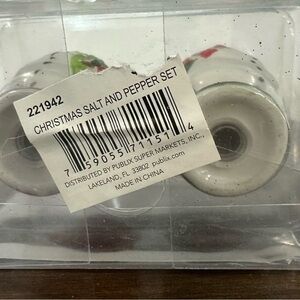 221942
CHRISTMAS SALT AND PEPPER SET
7 59055 71151 4
DISTRIBUTED BY PUBLIX SUPER MARKETS, INC.,
LAKELAND, FL 33802 publix.com
MADE IN CHINA